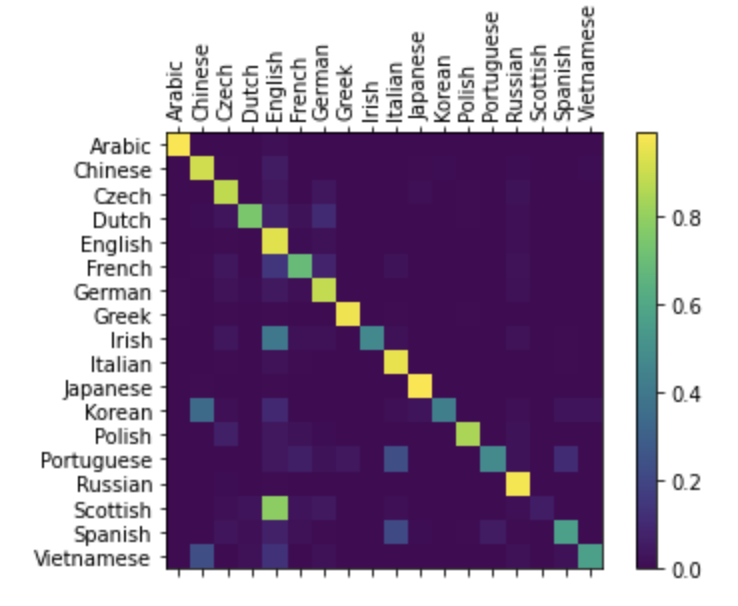 Arabic
Chinese
Czech
Dutch
English
French
German
Greek
Irish
Italian
Japanese
Korean
Polish
Portuguese
Russian
Scottish
Spanish
Vietnamese
Arabic
Chinese
Czech
Dutch
English
French
German
Greek
Irish
Italian
Japanese
Korean
Polish
Portuguese
Russian
Scottish
Spanish
Vietnamese
0.8
0.6
0.4
0.2
0.0